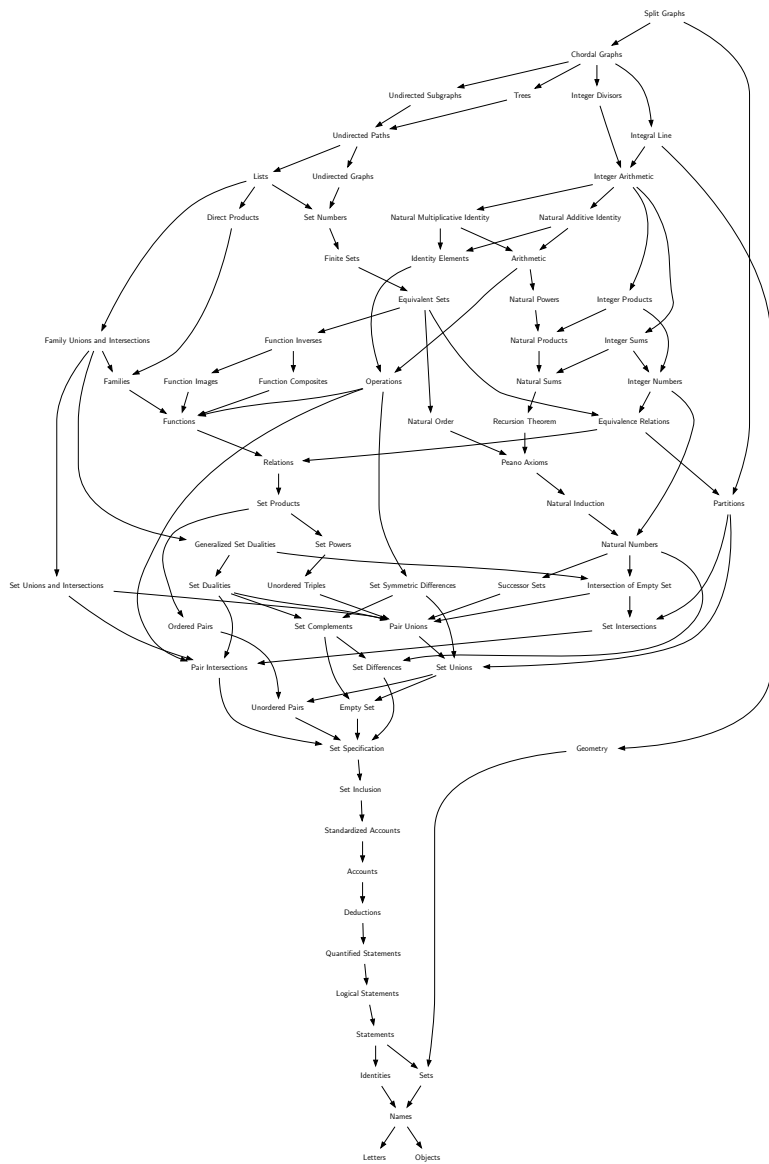 Split Graphs
Chordal Graphs
Undirected Subgraphs
Trees
Integer Divisors
Undirected Paths
Integral Line
Lists
Undirected Graphs
Integer Arithmetic
Direct Products
Set Numbers
Natural Multiplicative Identity
Natural Additive Identity
Finite Sets
Identity Elements
Arithmetic
Equivalent Sets
Natural Powers
Integer Products
Family Unions and Intersections
Function Inverses
Natural Products
Integer Sums
Families
Function Images
Function Composites
Operations
Natural Sums
Integer Numbers
Functions
Natural Order
Recursion Theorem
Equivalence Relations
Relations
Peano Axioms
Set Products
Natural Induction
Partitions
Generalized Set Dualities
Set Powers
Natural Numbers
Set Unions and Intersections
Set Dualities
Unordered Triples
Set Symmetric Differences
Successor Sets
Intersection of Empty Set
Ordered Pairs
Set Complements
Pair Unions
Set Intersections
Pair Intersections
Set Differences
Set Unions
Unordered Pairs
Empty Set
Set Specification
Geometry
Set Inclusion
Standardized Accounts
Accounts
Deductions
Quantified Statements
Logical Statements
Statements
Identities
Sets
Names
Letters
Objects